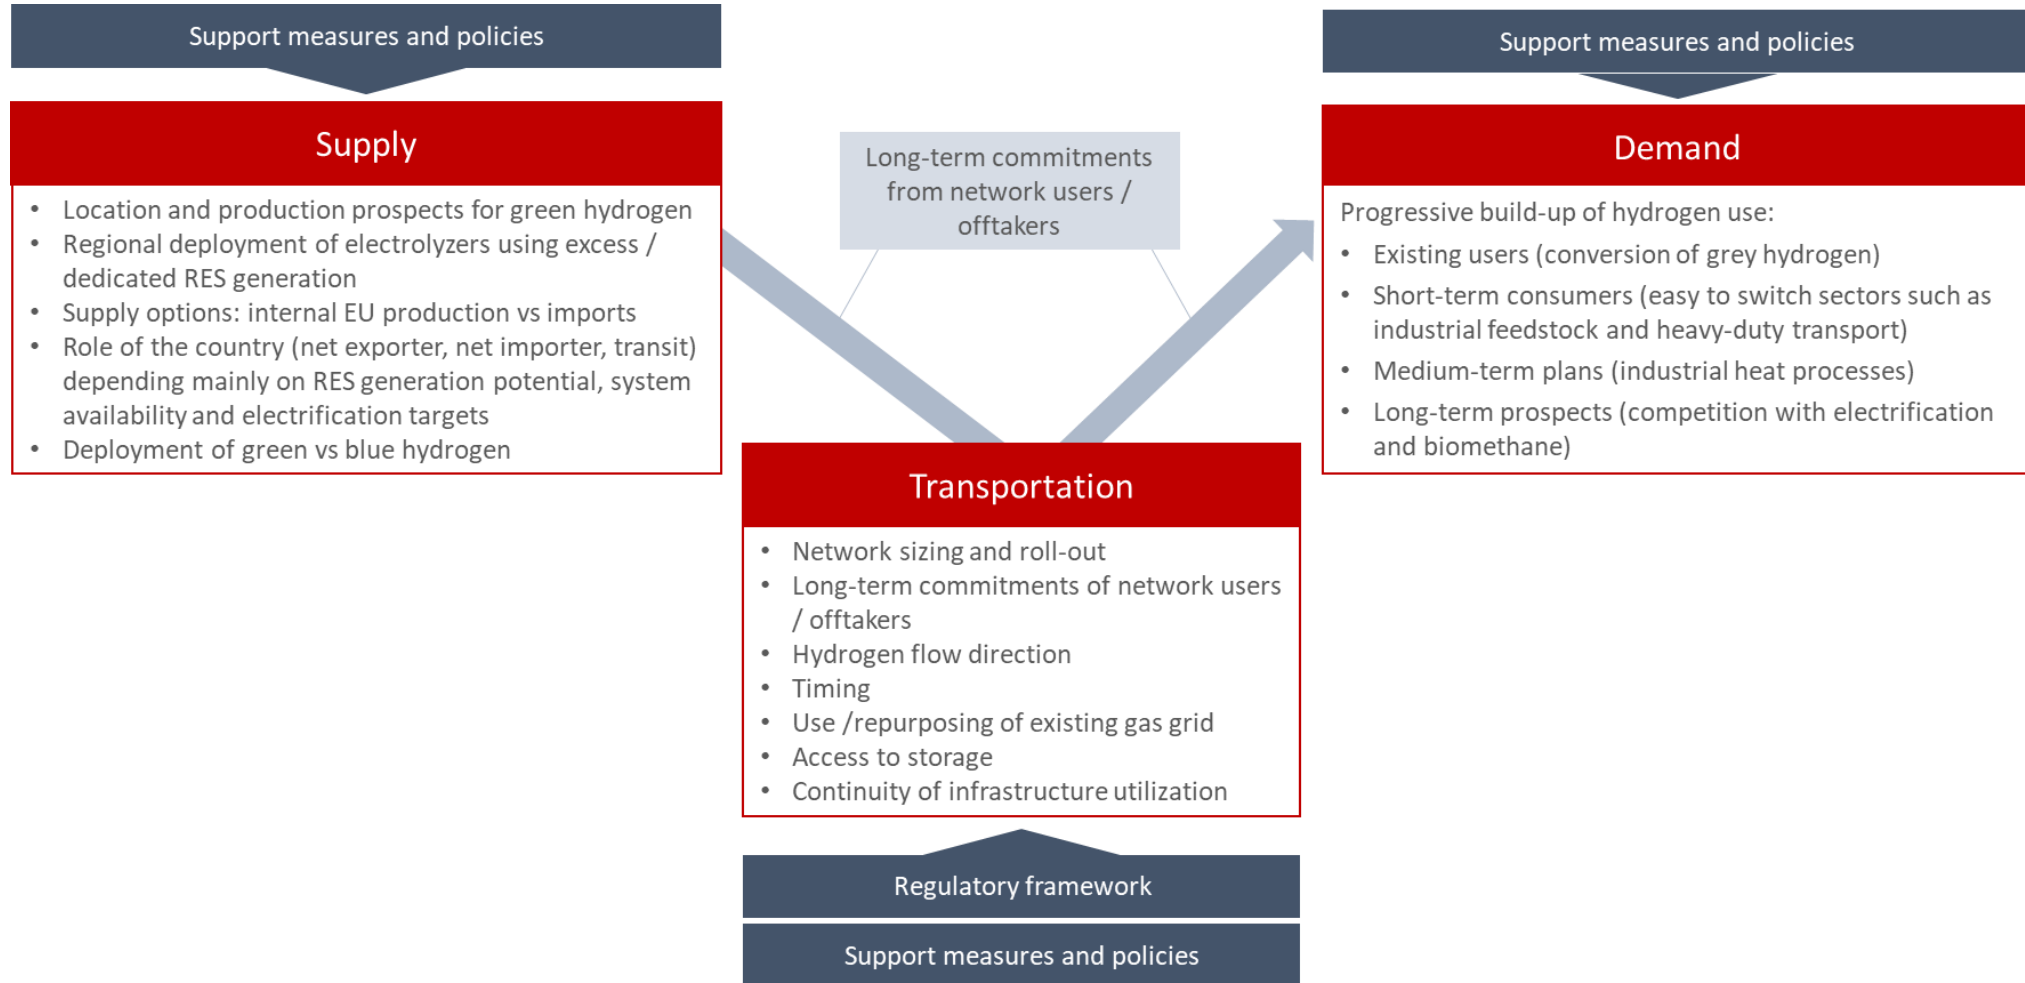 Support measures and policies
Supply
• Location and production prospects for green hydrogen
• Regional deployment of electrolyzers using excess /
dedicated RES generation
• Supply options: internal EU production vs imports
• Role of the country (net exporter, net importer, transit)
depending mainly on RES generation potential, system
availability and electrification targets
• Deployment of green vs blue hydrogen
Long-term commitments
from network users /
offtakers
Support measures and policies
Demand
Progressive build-up of hydrogen use:
• Existing users (conversion of grey hydrogen)
• Short-term consumers (easy to switch sectors such as
industrial feedstock and heavy-duty transport)
• Medium-term plans (industrial heat processes)
• Long-term prospects (competition with electrification
and biomethane)
Transportation
• Network sizing and roll-out
• Long-term commitments of network users
/ offtakers
• Hydrogen flow direction
• Timing
• Use /repurposing of existing gas grid
• Access to storage
• Continuity of infrastructure utilization
Regulatory framework
Support measures and policies